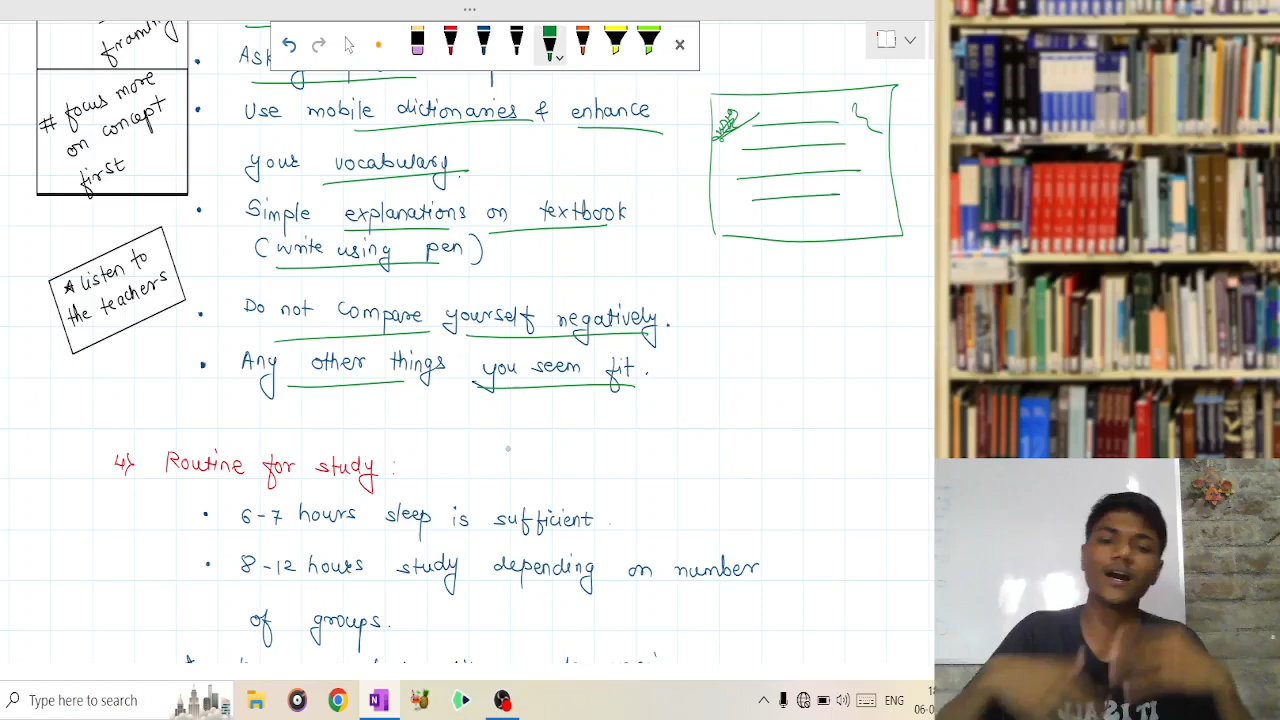 framing
# focus more
on concept
first
* listen to
the teachers
• Ask
• Use mobile dictionaries & enhance
your vocabulary.
• Simple explanations on textbook
(write using pen)
• Do not compare yourself negatively.
• Any other things you seem fit.
4) Routine for study:
• 6-7 hours sleep is sufficient.
• 8-12 hours study depending on number
of groups.
Type here to search
ENG